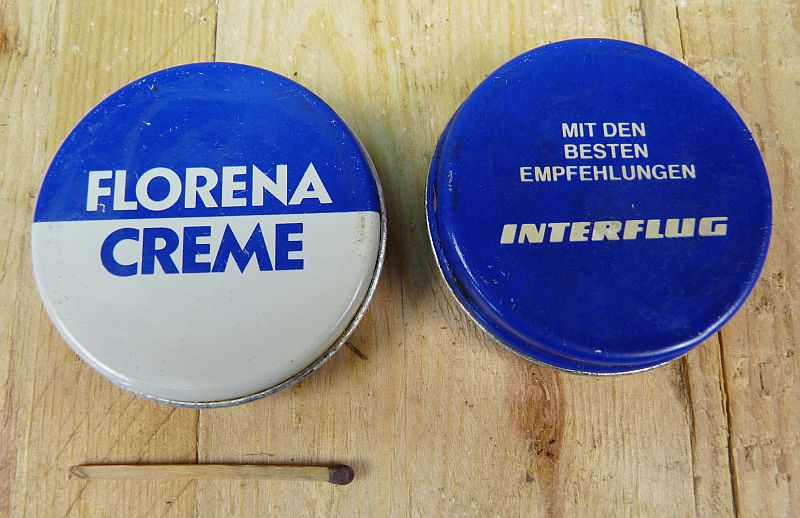 FLORENA
CREME
MIT DEN
BESTEN
EMPFEHLUNGEN
INTERFLUG